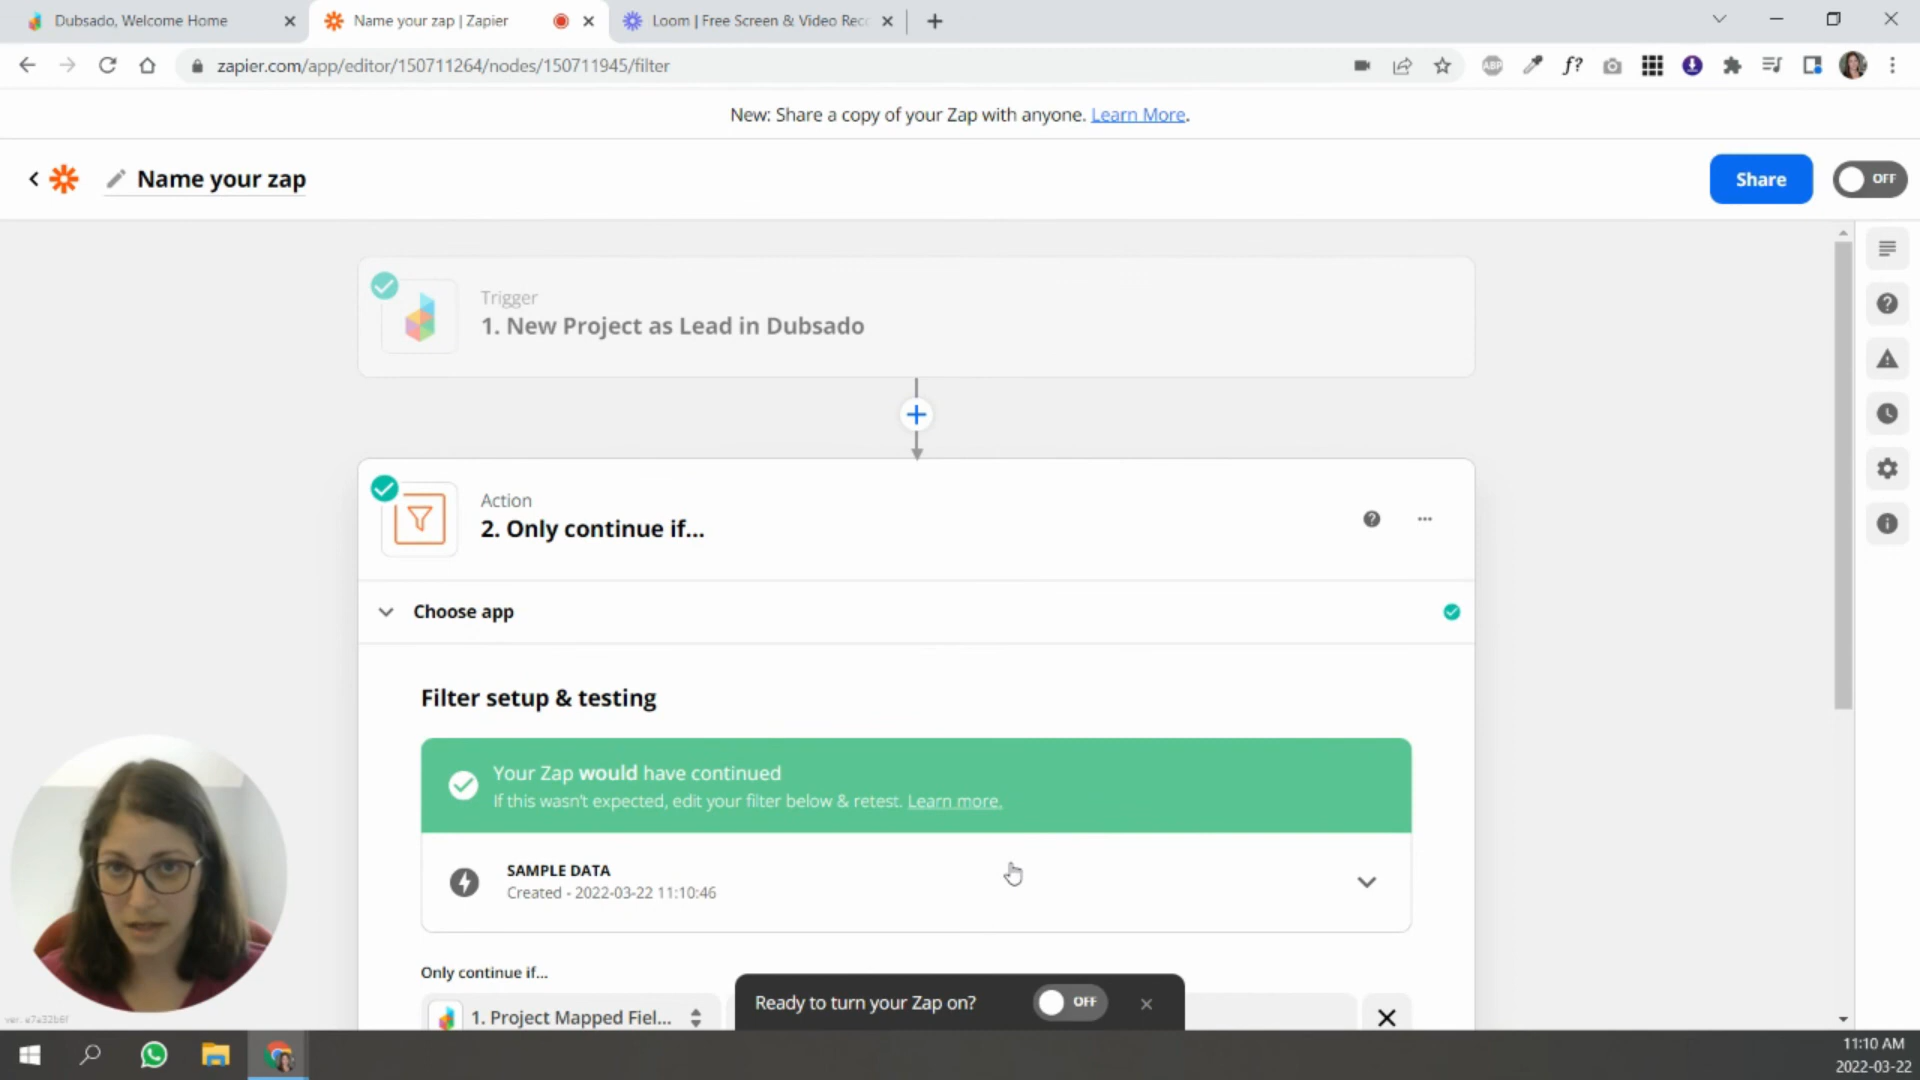 Dubsado, Welcome Home
Name your zap | Zapier
Loom | Free Screen & Video Rec
zapier.com/app/editor/150711264/nodes/150711945/filter
ABP
f?
New: Share a copy of your Zap with anyone. Learn More.
Name your zap
Share
OFF
Trigger
1. New Project as Lead in Dubsado
Action
2. Only continue if...
Choose app
Filter setup & testing
Your Zap would have continued
If this wasn't expected, edit your filter below & retest. Learn more.
SAMPLE DATA
Created - 2022-03-22 11:10:46
Only continue if...
1. Project Mapped Fiel...
Ready to turn your Zap on?
OFF
ver. e7a32b6f
11:10 AM
2022-03-22